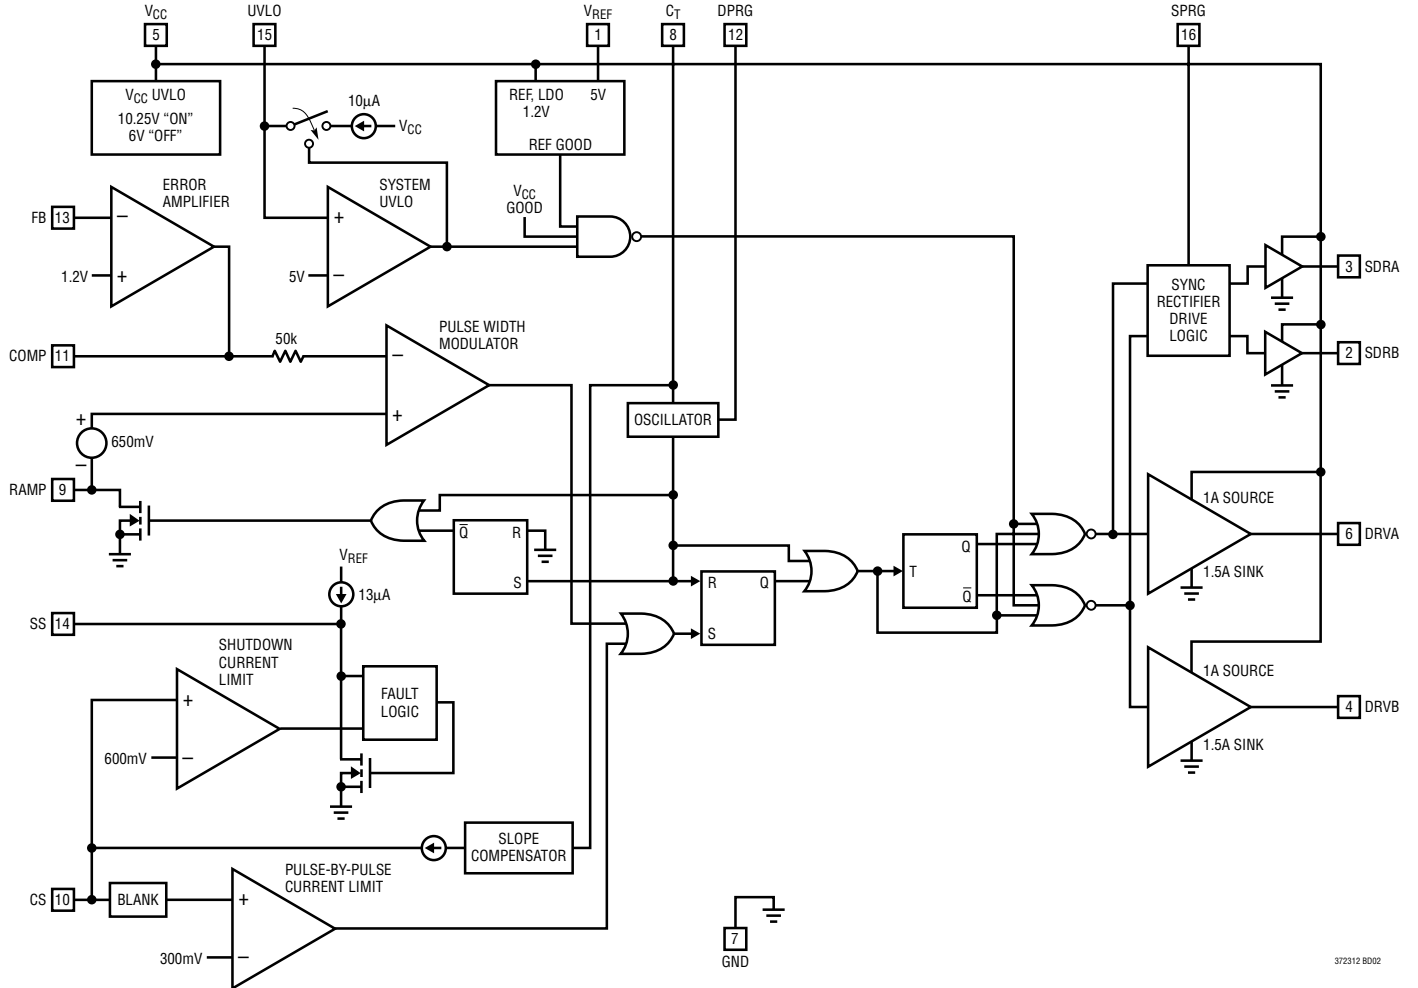 VCC
UVLO
VREF
CT
DPRG
SPRG
5
15
1
8
12
16
VCC UVLO
10.25V “ON”
6V “OFF”
10µA
VCC
REF, LDO
1.2V
5V
REF GOOD
ERROR
AMPLIFIER
SYSTEM
UVLO
VCC
GOOD
FB 13
−
+
1.2V
+
−
5V
SYNC
RECTIFIER
DRIVE
LOGIC
3 SDRA
2 SDRB
PULSE WIDTH
MODULATOR
COMP 11
50k
−
+
OSCILLATOR
+
650mV
−
RAMP 9
Q
R
S
1A SOURCE
6 DRVA
1.5A SINK
VREF
13µA
R
Q
S
T
Q
Q
SS 14
SHUTDOWN
CURRENT
LIMIT
FAULT
LOGIC
+
600mV
−
1A SOURCE
4 DRVB
1.5A SINK
SLOPE
COMPENSATOR
PULSE-BY-PULSE
CURRENT LIMIT
CS 10
BLANK
+
300mV
−
7
GND
372312 BD02